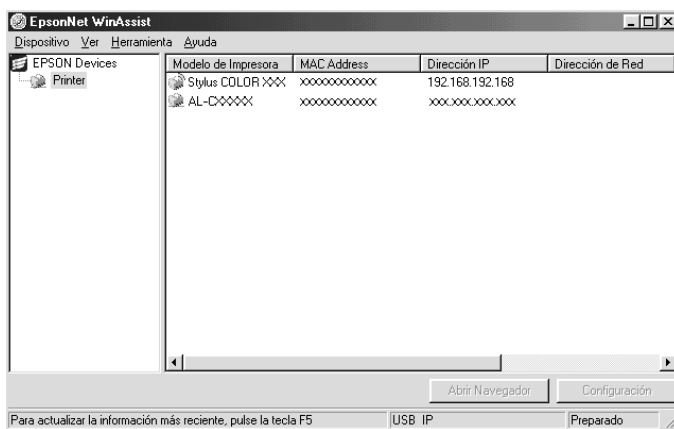 EpsonNet WinAssist
Dispositivo Ver Herramienta Ayuda
EPSON Devices
Printer
Modelo de Impresora MAC Address Dirección IP Dirección de Red
Stylus COLOR XXX XXXXXXXXXXXX 192.168.192.168
AL-CXXXXX XXXXXXXXXXXX XXX.XXX.XXX.XXX
Abrir Navegador Configuración
Para actualizar la información más reciente, pulse la tecla F5 USB IP Preparado